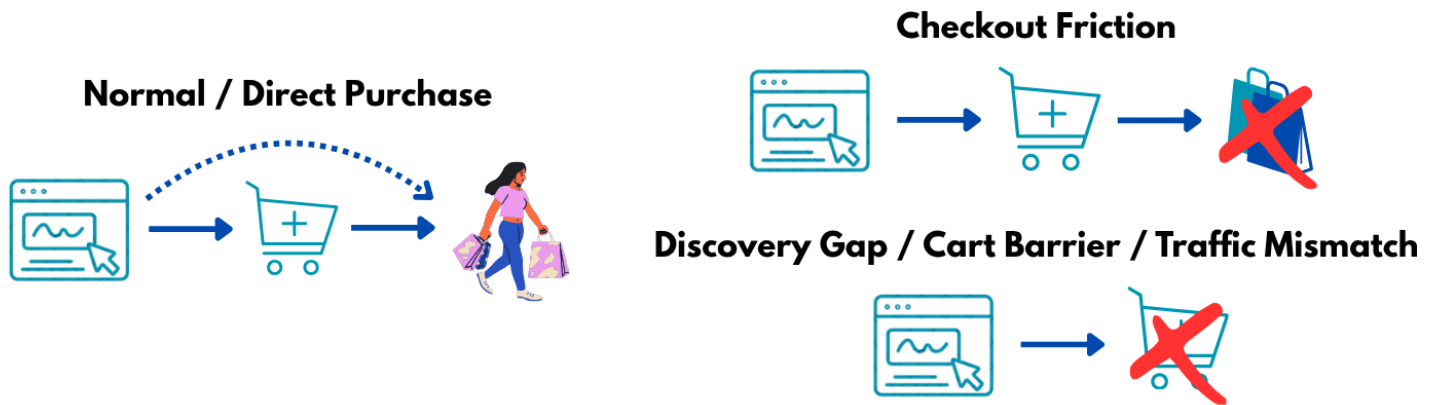 Normal / Direct Purchase
Checkout Friction
Discovery Gap / Cart Barrier / Traffic Mismatch